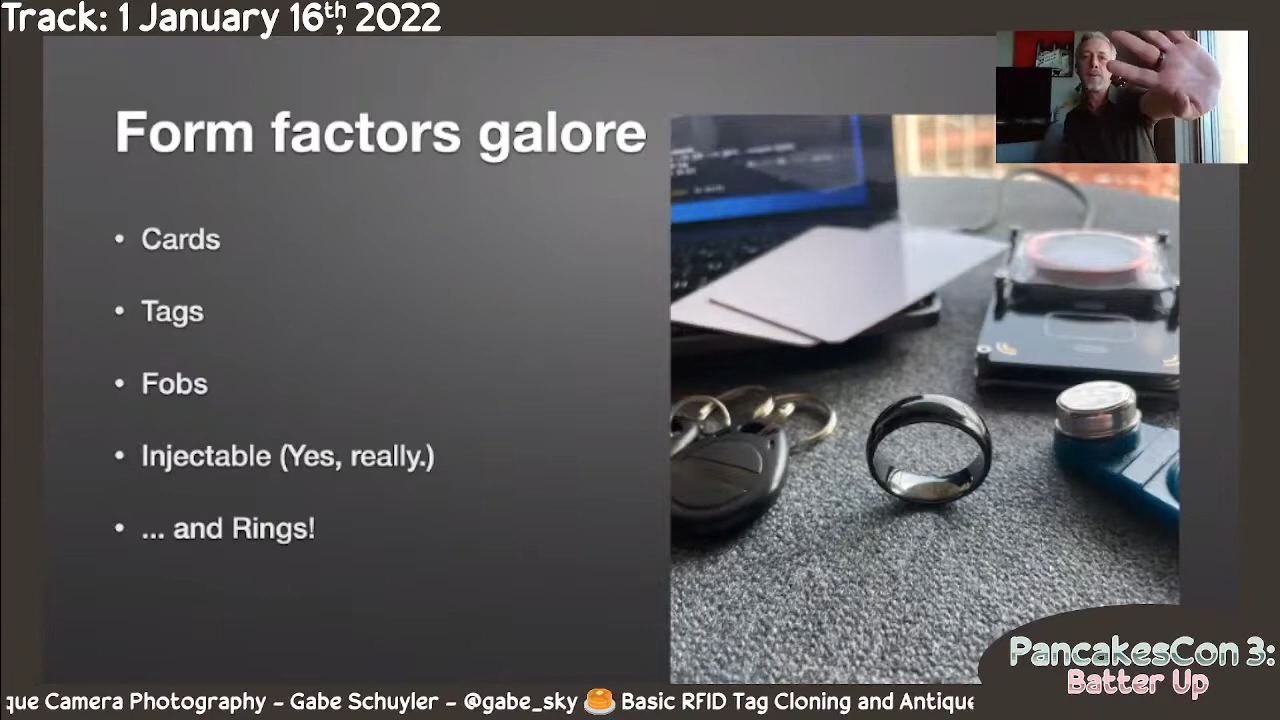 Track: 1 January 16th, 2022
Form factors galore
• Cards
• Tags
• Fobs
• Injectable (Yes, really.)
• ... and Rings!
PancakesCon 3:
Batter Up
que Camera Photography - Gabe Schuyler - @gabe_sky 🥞 Basic RFID Tag Cloning and Antique